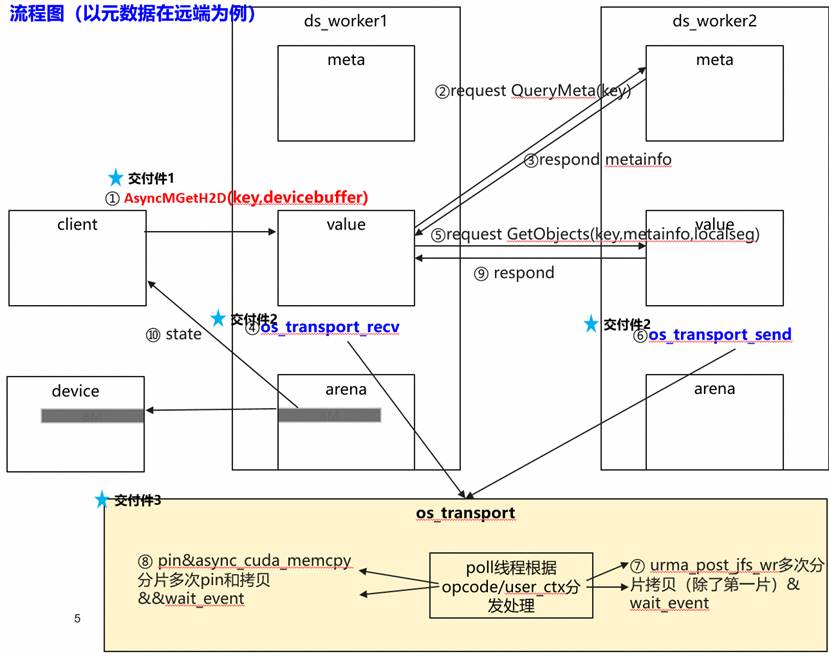 流程图（以元数据在远端为例）
ds_worker1
ds_worker2
meta
meta
②request QueryMeta(key)
③respond metainfo
交付件1
① AsyncMGetH2D(key,devicebuffer)
client
value
value
⑤request GetObjects(key,metainfo,localseg)
⑨ respond
交付件2
④os_transport_recv
⑩ state
交付件2
⑥os_transport_send
device
arena
arena
交付件3
os_transport
⑧ pin&async_cuda_memcpy
分片多次pin和拷贝
&&wait_event
poll线程根据
opcode/user_ctx分
发处理
⑦ urma_post_jfs_wr多次分
片拷贝（除了第一片）&
wait_event
5